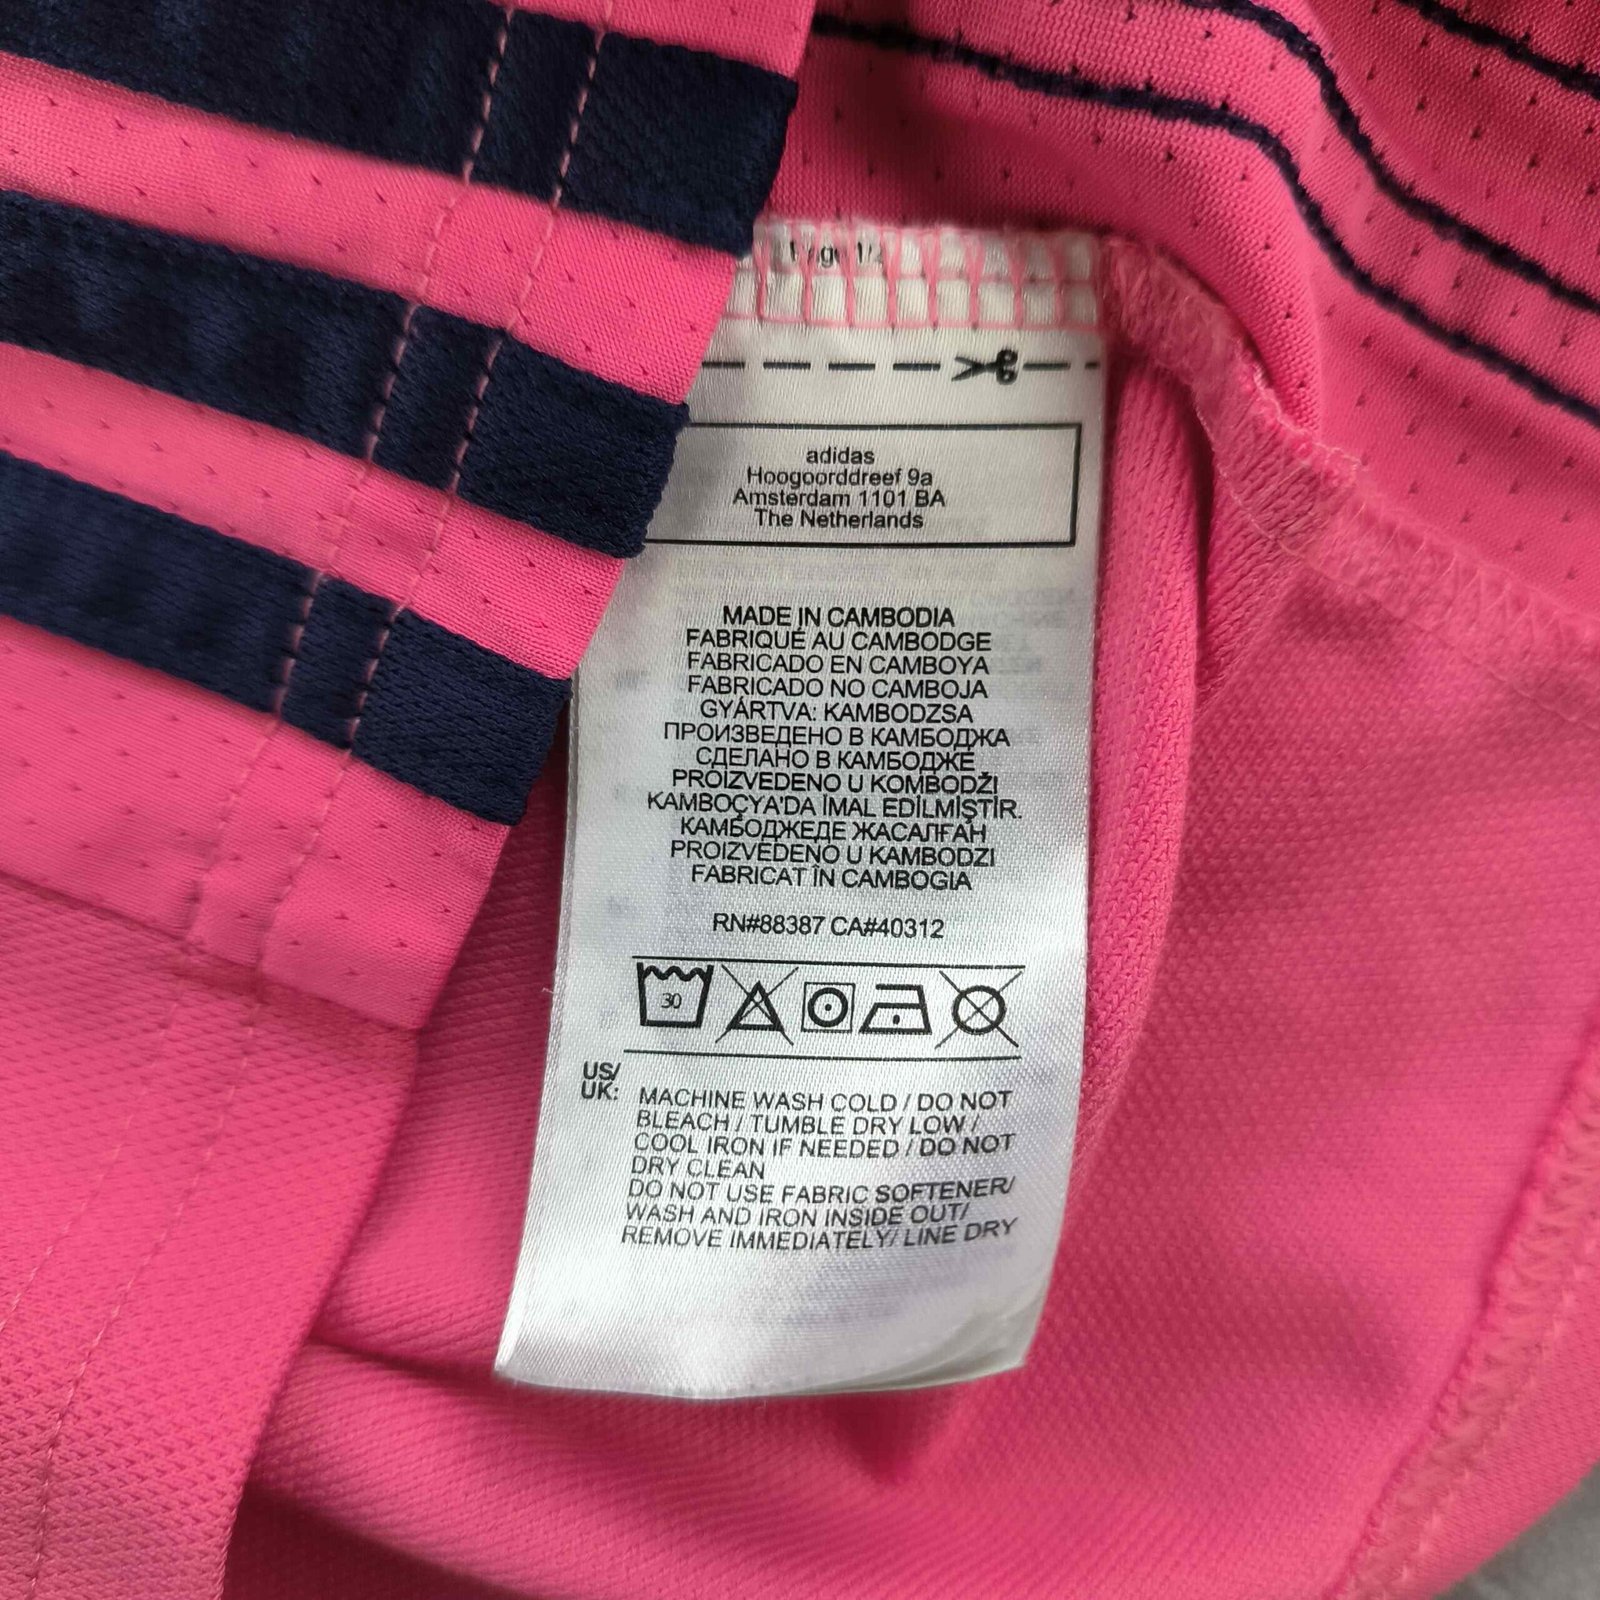 adidas
Hoogoorddreef 9a
Amsterdam 1101 BA
The Netherlands
MADE IN CAMBODIA
FABRIQUÉ AU CAMBODGE
FABRICADO EN CAMBOYA
FABRICADO NO CAMBOJA
GYÁRTVA: KAMBODZSA
ПРОИЗВЕДЕНО В КАМБОДЖА
СДЕЛАНО В КАМБОДЖЕ
PROIZVEDENO U KOMBODŽI
KAMBOÇYA'DA İMAL EDİLMİŞTİR.
КАМБОДЖЕДЕ ЖАСАЛҒАН
PROIZVEDENO U KAMBODZI
FABRICAT ÎN CAMBOGIA
RN#88387 CA#40312
30
US/
UK:
MACHINE WASH COLD / DO NOT
BLEACH / TUMBLE DRY LOW /
COOL IRON IF NEEDED / DO NOT
DRY CLEAN
DO NOT USE FABRIC SOFTENER/
WASH AND IRON INSIDE OUT/
REMOVE IMMEDIATELY/ LINE DRY